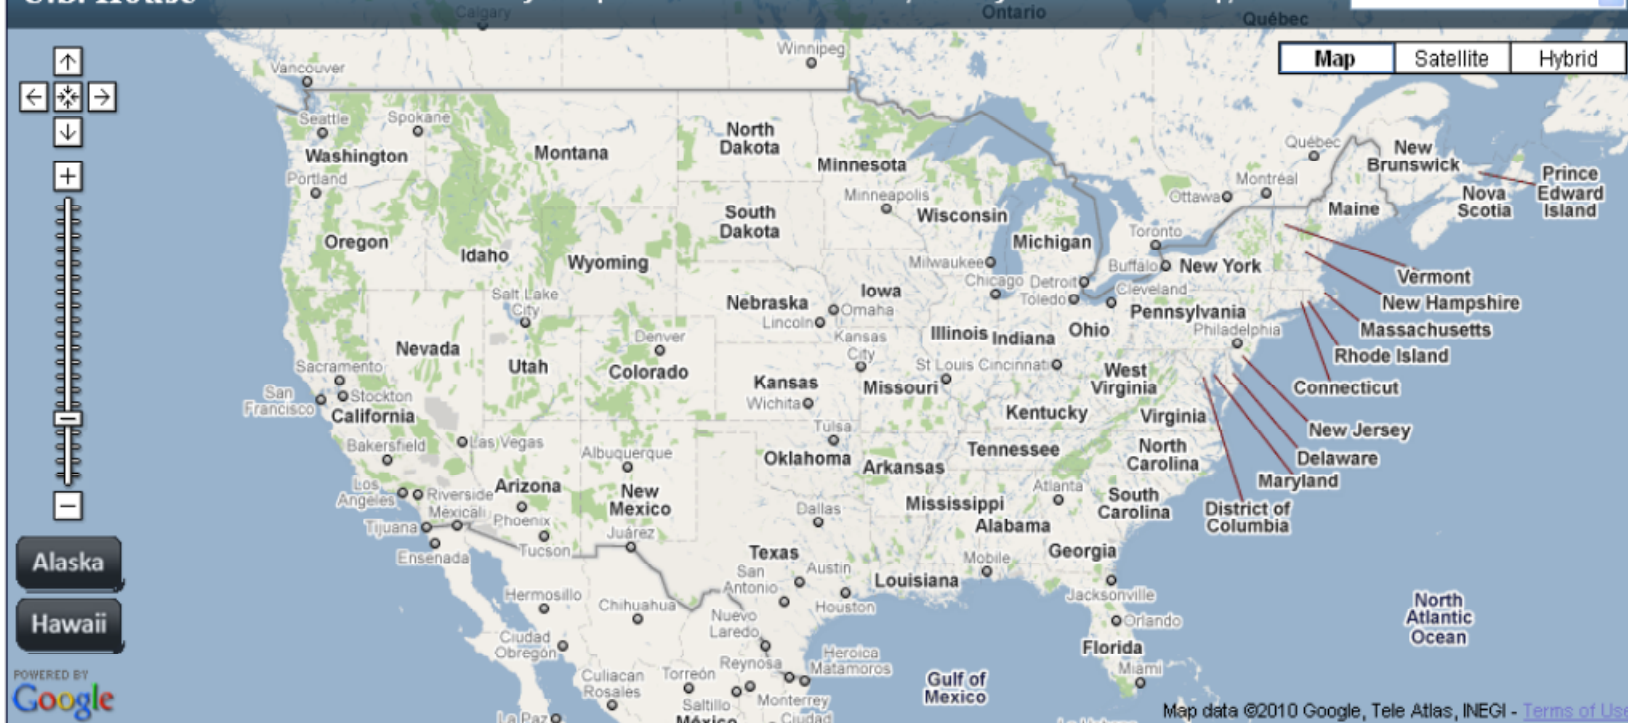 Calgary
Ontario
Québec
Winnipeg
Map
Satellite
Hybrid
Vancouver
Seattle
Spokane
Washington
Portland
Montana
North
Dakota
Minnesota
Minneapolis
Québec
New
Brunswick
Prince
Edward
Island
Montréal
Ottawa
Nova
Scotia
Maine
Oregon
Idaho
Wyoming
South
Dakota
Wisconsin
Michigan
Toronto
Milwaukee
Buffalo
New York
Vermont
Chicago
Detroit
Toledo
Cleveland
Iowa
Salt Lake
City
Nebraska
Omaha
Lincoln
New Hampshire
Pennsylvania
Massachusetts
Philadelphia
Illinois
Indiana
Ohio
Denver
Kansas
City
Rhode Island
Nevada
Utah
Colorado
Sacramento
St Louis
Cincinnati
West
Virginia
Connecticut
Kansas
Missouri
San
Francisco
Stockton
California
Wichita
Kentucky
Virginia
New Jersey
Bakersfield
Las Vegas
Albuquerque
Tulsa
Oklahoma
Arkansas
Tennessee
North
Carolina
Delaware
Maryland
Los
Angeles
Riverside
Arizona
New
Mexico
Mississippi
Atlanta
South
Carolina
District of
Columbia
Mexicali
Tijuana
Phoenix
Dallas
Alabama
Juárez
Ensenada
Tucson
Texas
Georgia
Alaska
San
Antonio
Austin
Louisiana
Mobile
Hermosillo
Chihuahua
Houston
Jacksonville
North
Atlantic
Ocean
Hawaii
Nuevo
Laredo
Orlando
Ciudad
Obregón
Florida
Reynosa
Heroica
Matamoros
Miami
POWERED BY
Google
Culiacan
Rosales
Torreón
Gulf of
Mexico
Saltillo
Monterrey
La Paz
México
Ciudad
Map data ©2010 Google, Tele Atlas, INEGI - Terms of Use